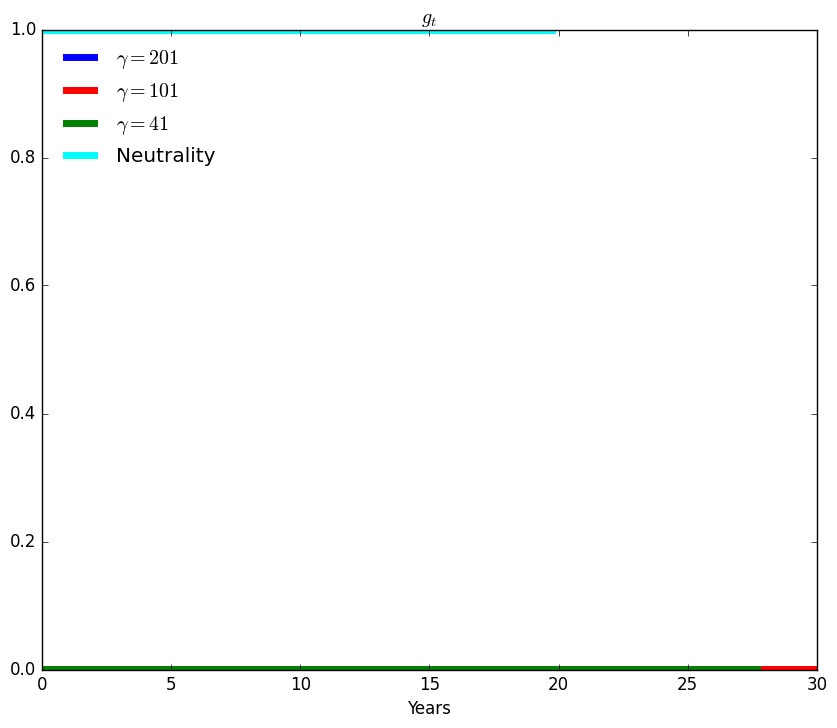 g_t
1.0
γ = 201
γ = 101
γ = 41
Neutrality
0.8
0.6
0.4
0.2
0.0
0 5 10 15 20 25 30
Years